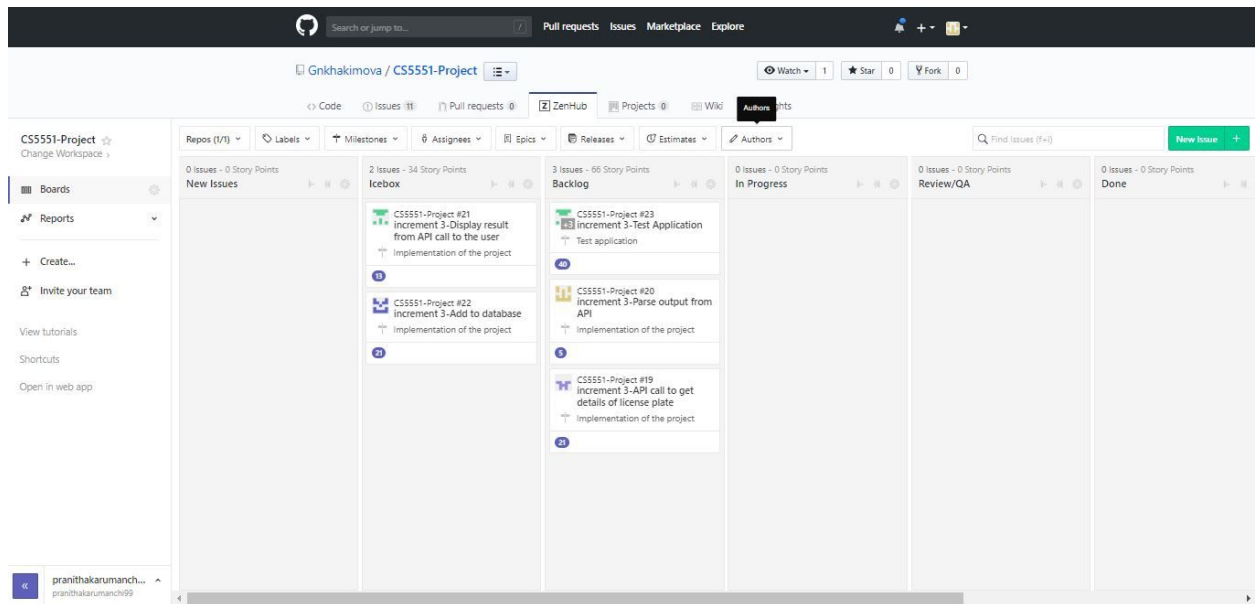 Search or jump to... / Pull requests Issues Marketplace Explore
Gnkhakimova / CS5551-Project Watch 1 Star 0 Fork 0
Code Issues 11 Pull requests 0 ZenHub Projects 0 Wiki ghts
Authors
CS5551-Project
Change Workspace
Boards
Reports
Create...
Invite your team
View tutorials
Shortcuts
Open in web app
pranithakarumanch...
pranithakarumanchi99
Repos (1/1) Labels Milestones Assignees Epics Releases Estimates Authors Find Issues (f+i) New Issue +
0 Issues - 0 Story Points
New Issues
2 Issues - 34 Story Points
Icebox
CS5551-Project #21
increment 3-Display result
from API call to the user
Implementation of the project
13
CS5551-Project #22
increment 3-Add to database
Implementation of the project
21
3 Issues - 66 Story Points
Backlog
CS5551-Project #23
+3 increment 3-Test Application
Test application
40
CS5551-Project #20
increment 3-Parse output from
API
Implementation of the project
5
CS5551-Project #19
increment 3-API call to get
details of license plate
Implementation of the project
21
0 Issues - 0 Story Points
In Progress
0 Issues - 0 Story Points
Review/QA
0 Issues - 0 Story Points
Done